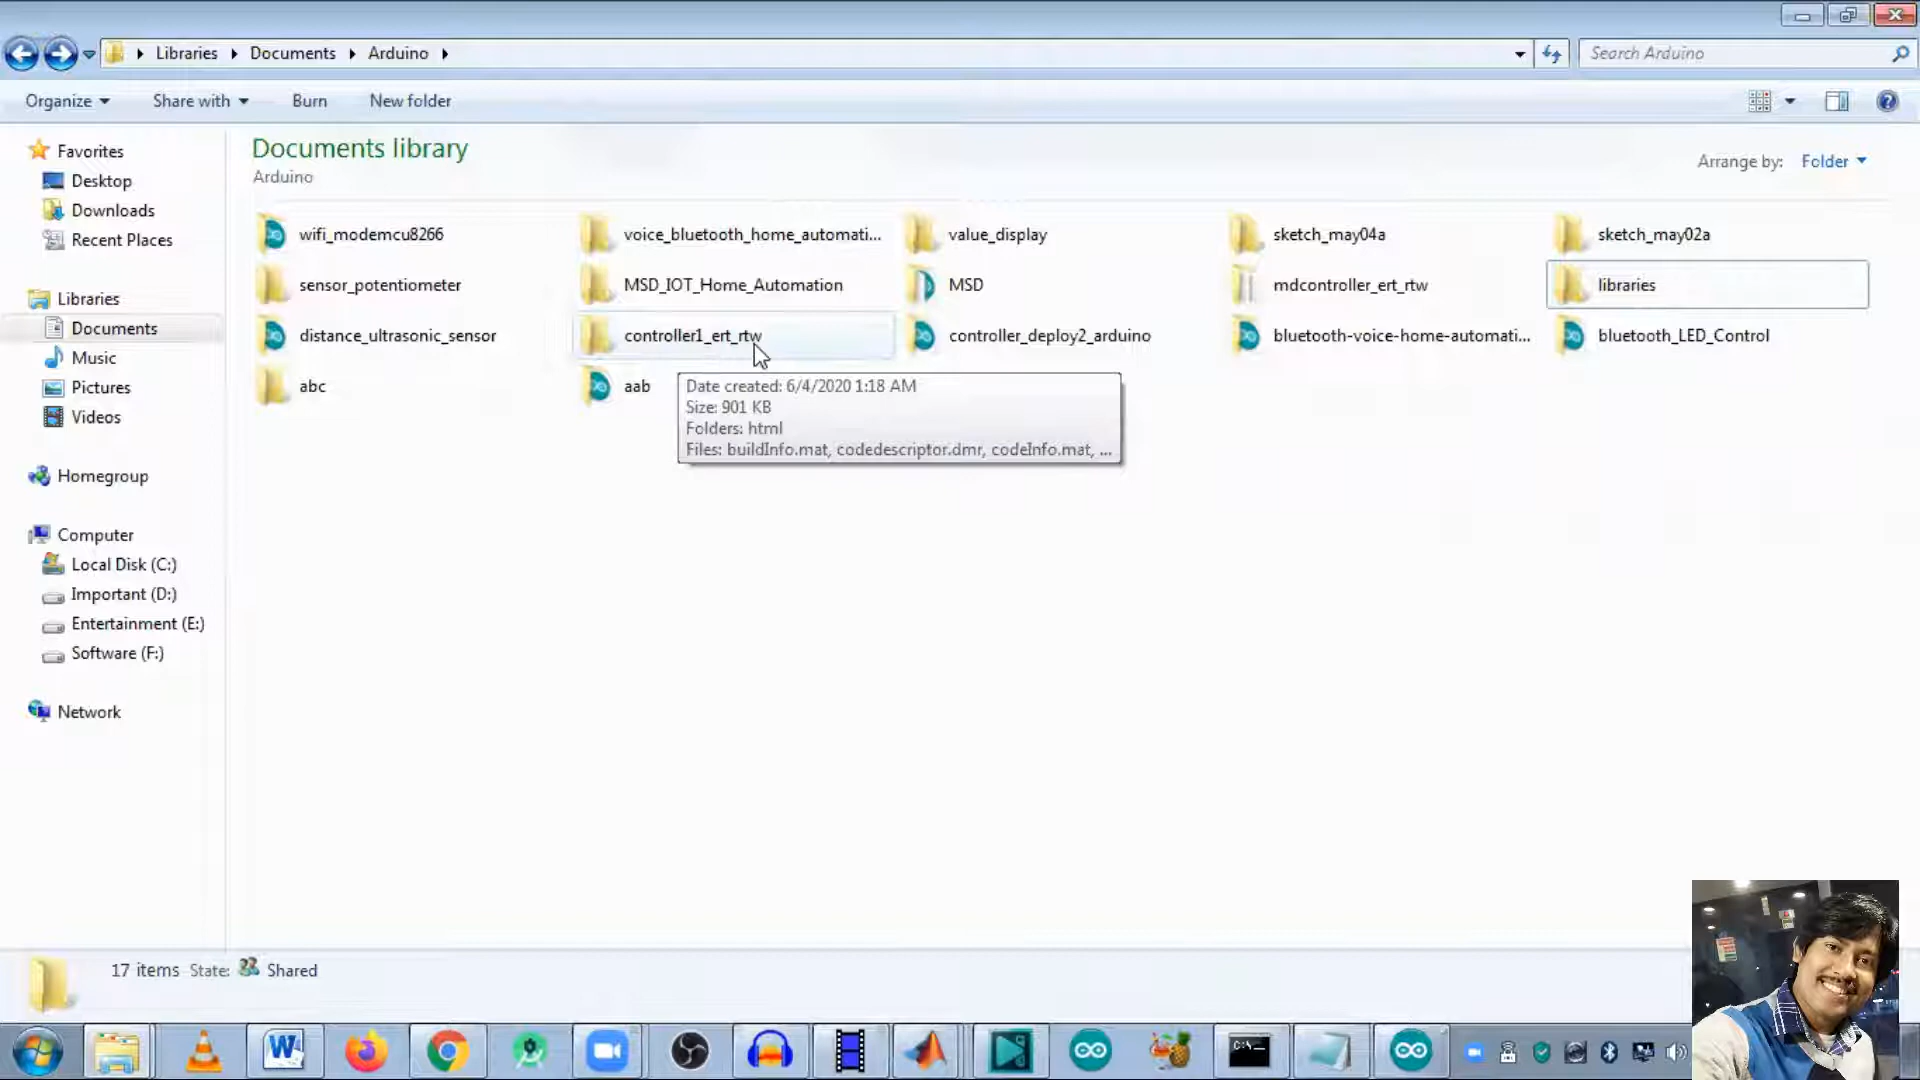 Libraries Documents Arduino
Search Arduino
Organize Share with Burn New folder
Documents library
Arduino
Arrange by: Folder
Favorites
Desktop
Downloads
Recent Places
Libraries
Documents
Music
Pictures
Videos
Homegroup
Computer
Local Disk (C:)
Important (D:)
Entertainment (E:)
Software (F:)
Network
wifi_modemcu8266 voice_bluetooth_home_automati... value_display sketch_may04a sketch_may02a
sensor_potentiometer MSD_IOT_Home_Automation MSD mdcontroller_ert_rtw libraries
distance_ultrasonic_sensor controller1_ert_rtw controller_deploy2_arduino bluetooth-voice-home-automati... bluetooth_LED_Control
abc aab
Date created: 6/4/2020 1:18 AM
Size: 901 KB
Folders: html
Files: buildInfo.mat, codedescriptor.dmr, codeInfo.mat, ...
17 items State: Shared